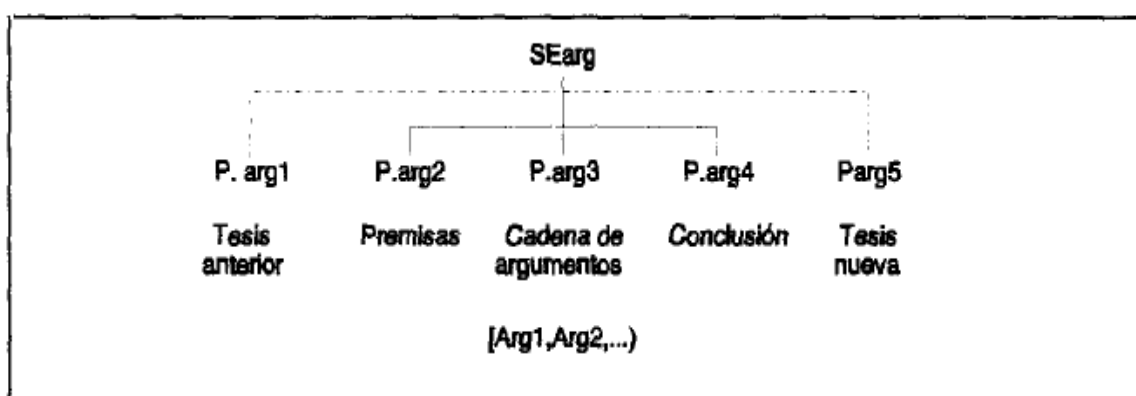 SEarg
P. arg1 P.arg2 P.arg3 P.arg4 Parg5
Tesis Premisas Cadena de Conclusión Tesis
anterior argumentos nueva
[Arg1,Arg2,...)